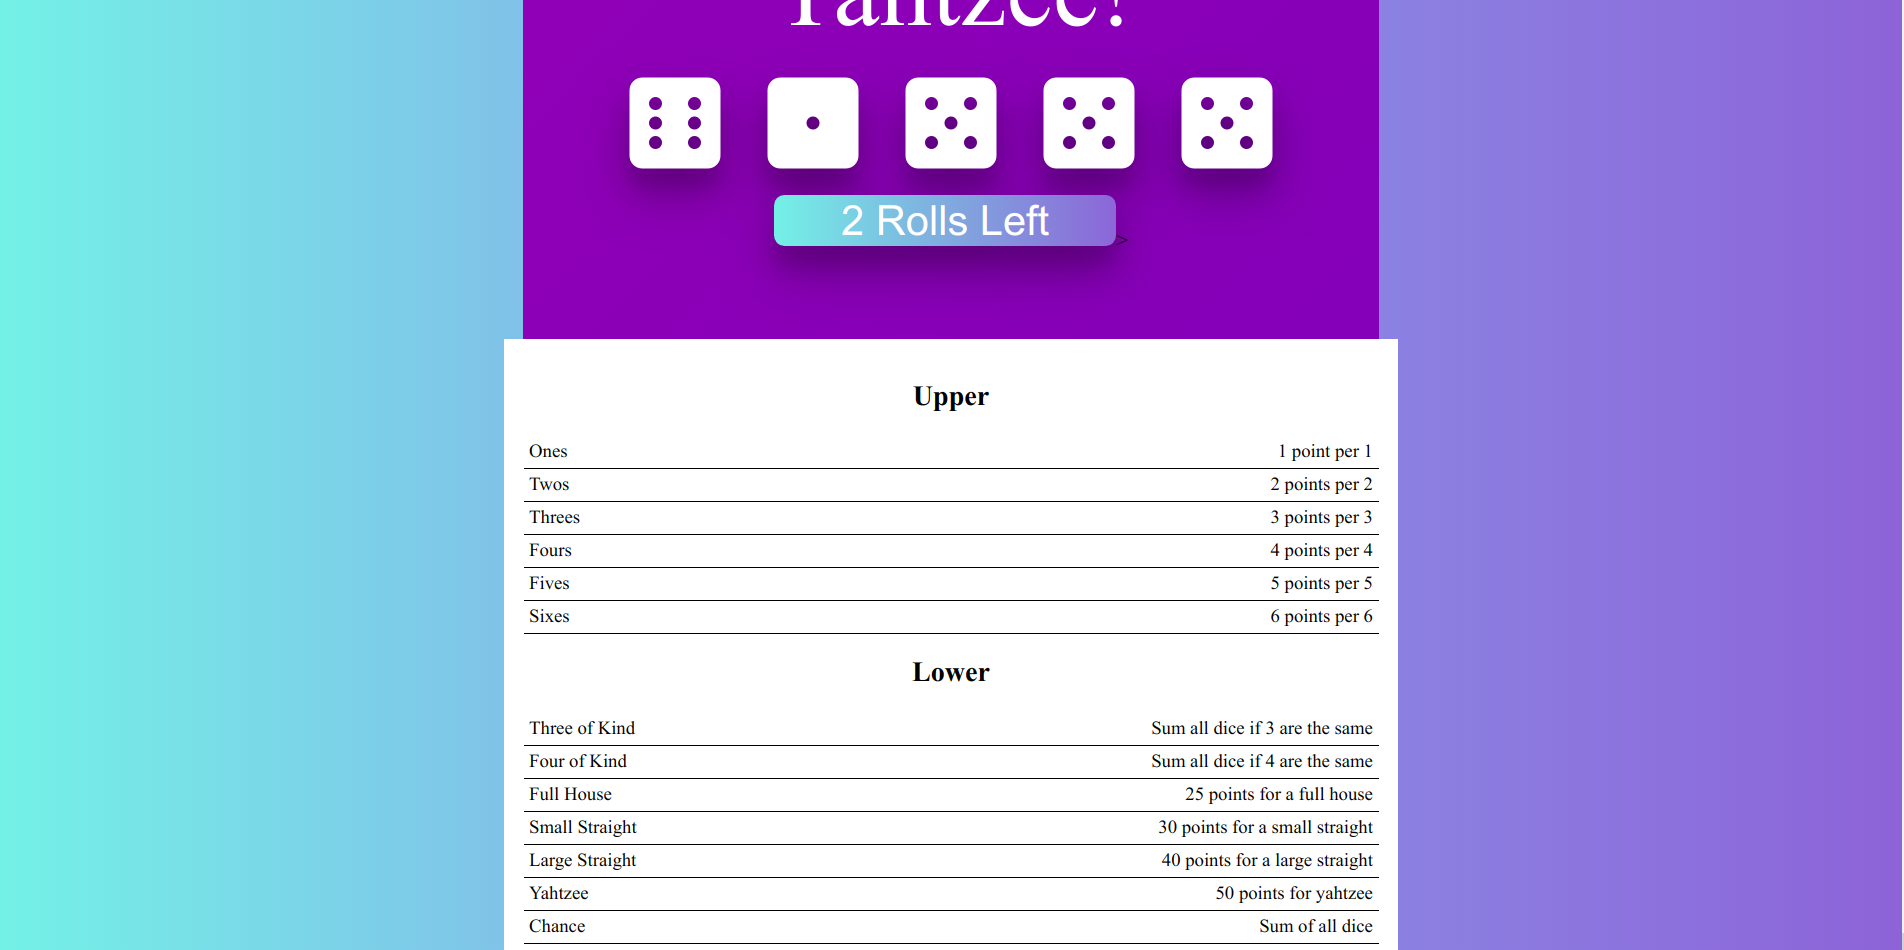 Yahtzee!
2 Rolls Left
>
Upper
Ones 1 point per 1
Twos 2 points per 2
Threes 3 points per 3
Fours 4 points per 4
Fives 5 points per 5
Sixes 6 points per 6
Lower
Three of Kind Sum all dice if 3 are the same
Four of Kind Sum all dice if 4 are the same
Full House 25 points for a full house
Small Straight 30 points for a small straight
Large Straight 40 points for a large straight
Yahtzee 50 points for yahtzee
Chance Sum of all dice